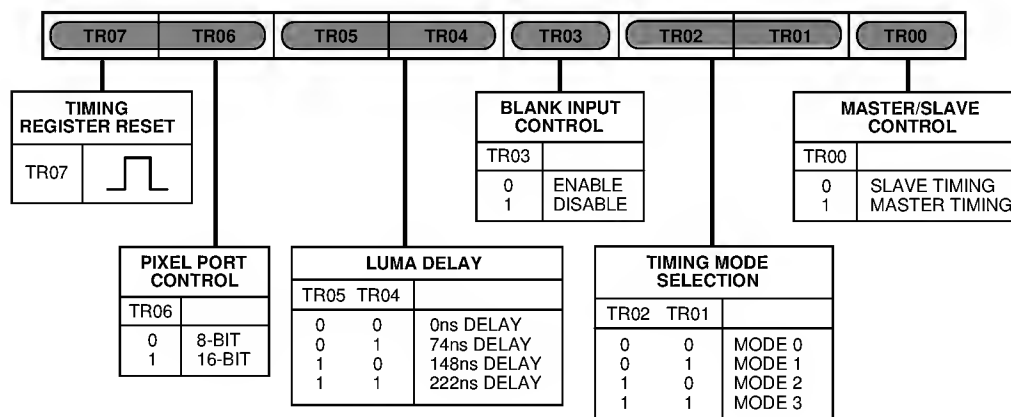 TR07 TR06 TR05 TR04 TR03 TR02 TR01 TR00
TIMING
REGISTER RESET
TR07
BLANK INPUT
CONTROL
TR03
0 ENABLE
1 DISABLE
MASTER/SLAVE
CONTROL
TR00
0 SLAVE TIMING
1 MASTER TIMING
PIXEL PORT
CONTROL
TR06
0 8-BIT
1 16-BIT
LUMA DELAY
TR05 TR04
0 0 0ns DELAY
0 1 74ns DELAY
1 0 148ns DELAY
1 1 222ns DELAY
TIMING MODE
SELECTION
TR02 TR01
0 0 MODE 0
0 1 MODE 1
1 0 MODE 2
1 1 MODE 3